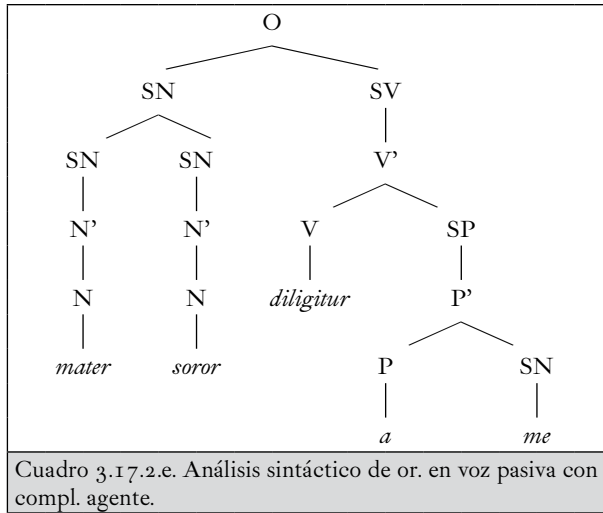 O
SN SV
SN SN V’
N’ N’ V SP
N N diligitur P’
mater soror P SN
a me
Cuadro 3.17.2.e. Análisis sintáctico de or. en voz pasiva con
compl. agente.